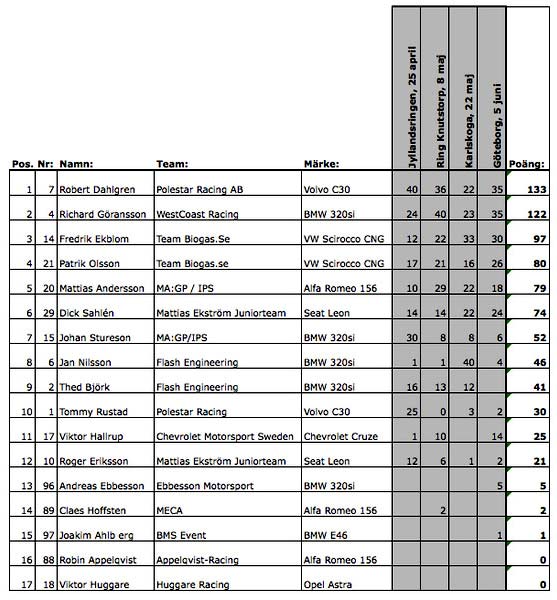 Jyllandsringen, 25 april
Ring Knutstorp, 8 maj
Karlskoga, 22 maj
Göteborg, 5 juni
Pos. Nr: Namn: Team: Märke: Poäng:
1 7 Robert Dahlgren Polestar Racing AB Volvo C30 40 36 22 35 133
2 4 Richard Göransson WestCoast Racing BMW 320si 24 40 23 35 122
3 14 Fredrik Ekblom Team Biogas.Se VW Scirocco CNG 12 22 33 30 97
4 21 Patrik Olsson Team Biogas.se VW Scirocco CNG 17 21 16 26 80
5 20 Mattias Andersson MA:GP / IPS Alfa Romeo 156 10 29 22 18 79
6 29 Dick Sahlén Mattias Ekström Juniorteam Seat Leon 14 14 22 24 74
7 15 Johan Stureson MA:GP/IPS BMW 320si 30 8 8 6 52
8 6 Jan Nilsson Flash Engineering BMW 320si 1 1 40 4 46
9 2 Thed Björk Flash Engineering BMW 320si 16 13 12 41
10 1 Tommy Rustad Polestar Racing Volvo C30 25 0 3 2 30
11 17 Viktor Hallrup Chevrolet Motorsport Sweden Chevrolet Cruze 1 10 14 25
12 10 Roger Eriksson Mattias Ekström Juniorteam Seat Leon 12 6 1 2 21
13 96 Andreas Ebbesson Ebbesson Motorsport BMW 320si 5 5
14 89 Claes Hoffsten MECA Alfa Romeo 156 2 2
15 97 Joakim Ahlb erg BMS Event BMW E46 1 1
16 88 Robin Appelqvist Appelqvist-Racing Alfa Romeo 156 0
17 18 Viktor Huggare Huggare Racing Opel Astra 0